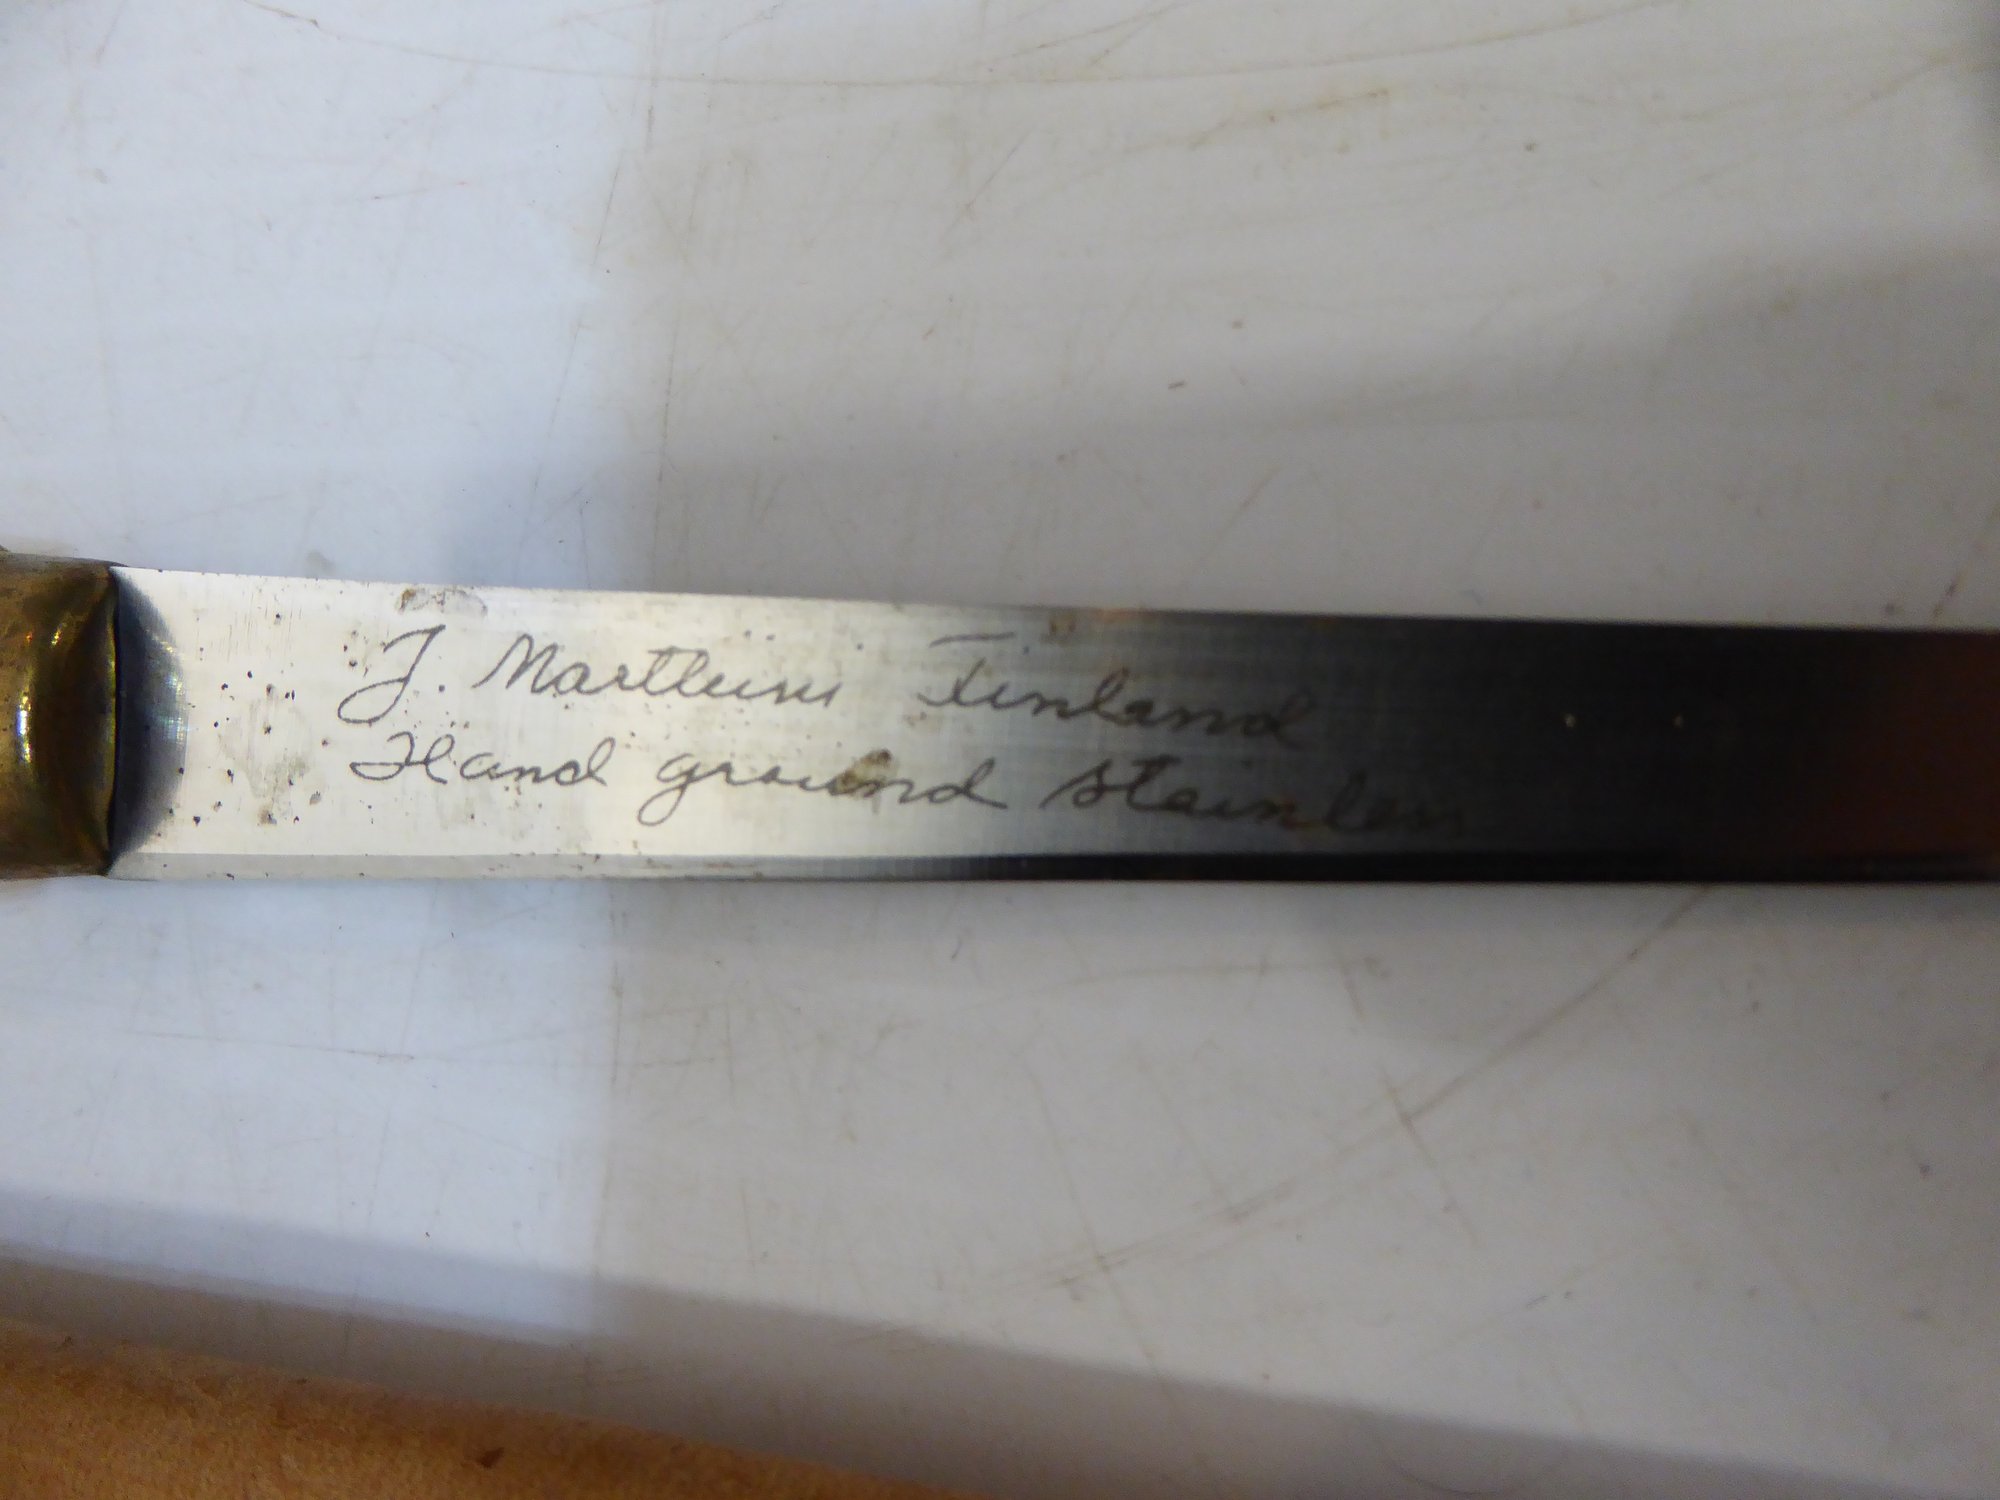 J. Marttiini Finland
Hand ground stainless